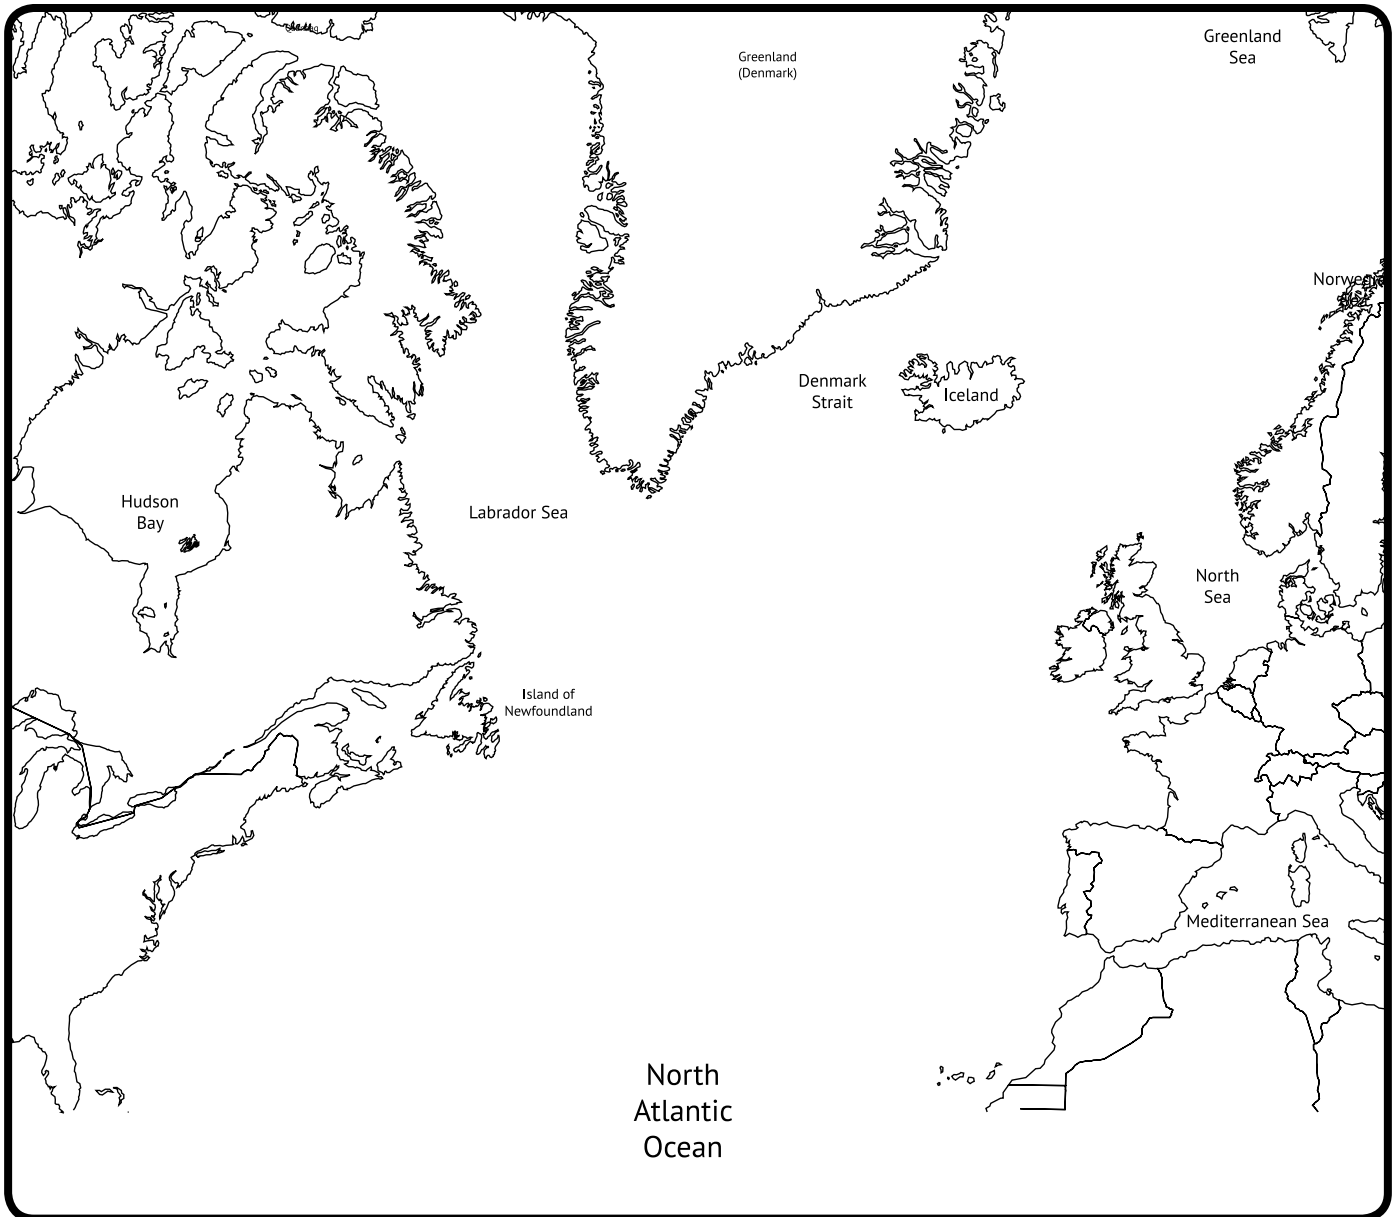 Greenland
(Denmark)
Greenland
Sea
Denmark
Strait
Iceland
Hudson
Bay
Labrador Sea
North
Sea
Island of
Newfoundland
Mediterranean Sea
North
Atlantic
Ocean